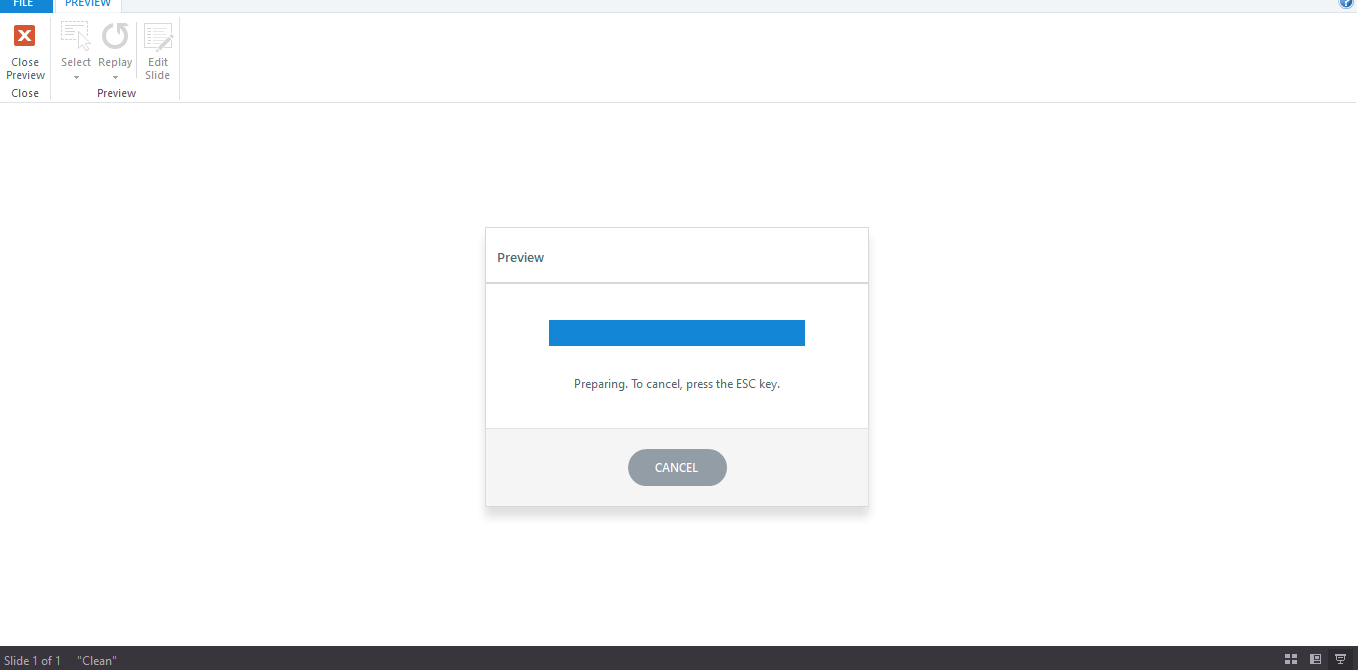 FILE PREVIEW
?
Close
Preview
Select
Replay
Edit
Slide
Close
Preview
Preview
Preparing. To cancel, press the ESC key.
CANCEL
Slide 1 of 1 "Clean"